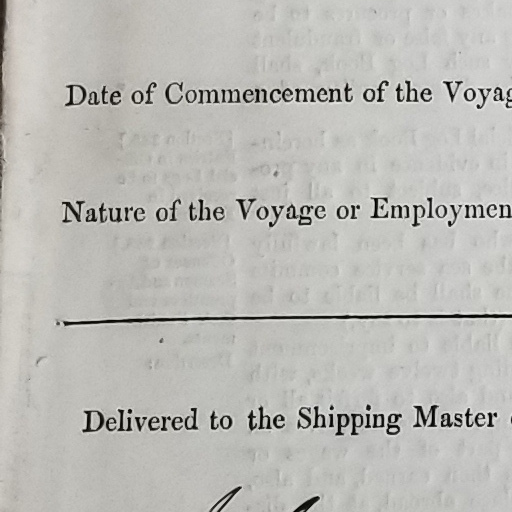 Date of Commencement of the Voyag
Nature of the Voyage or Employmen
Delivered to the Shipping Master